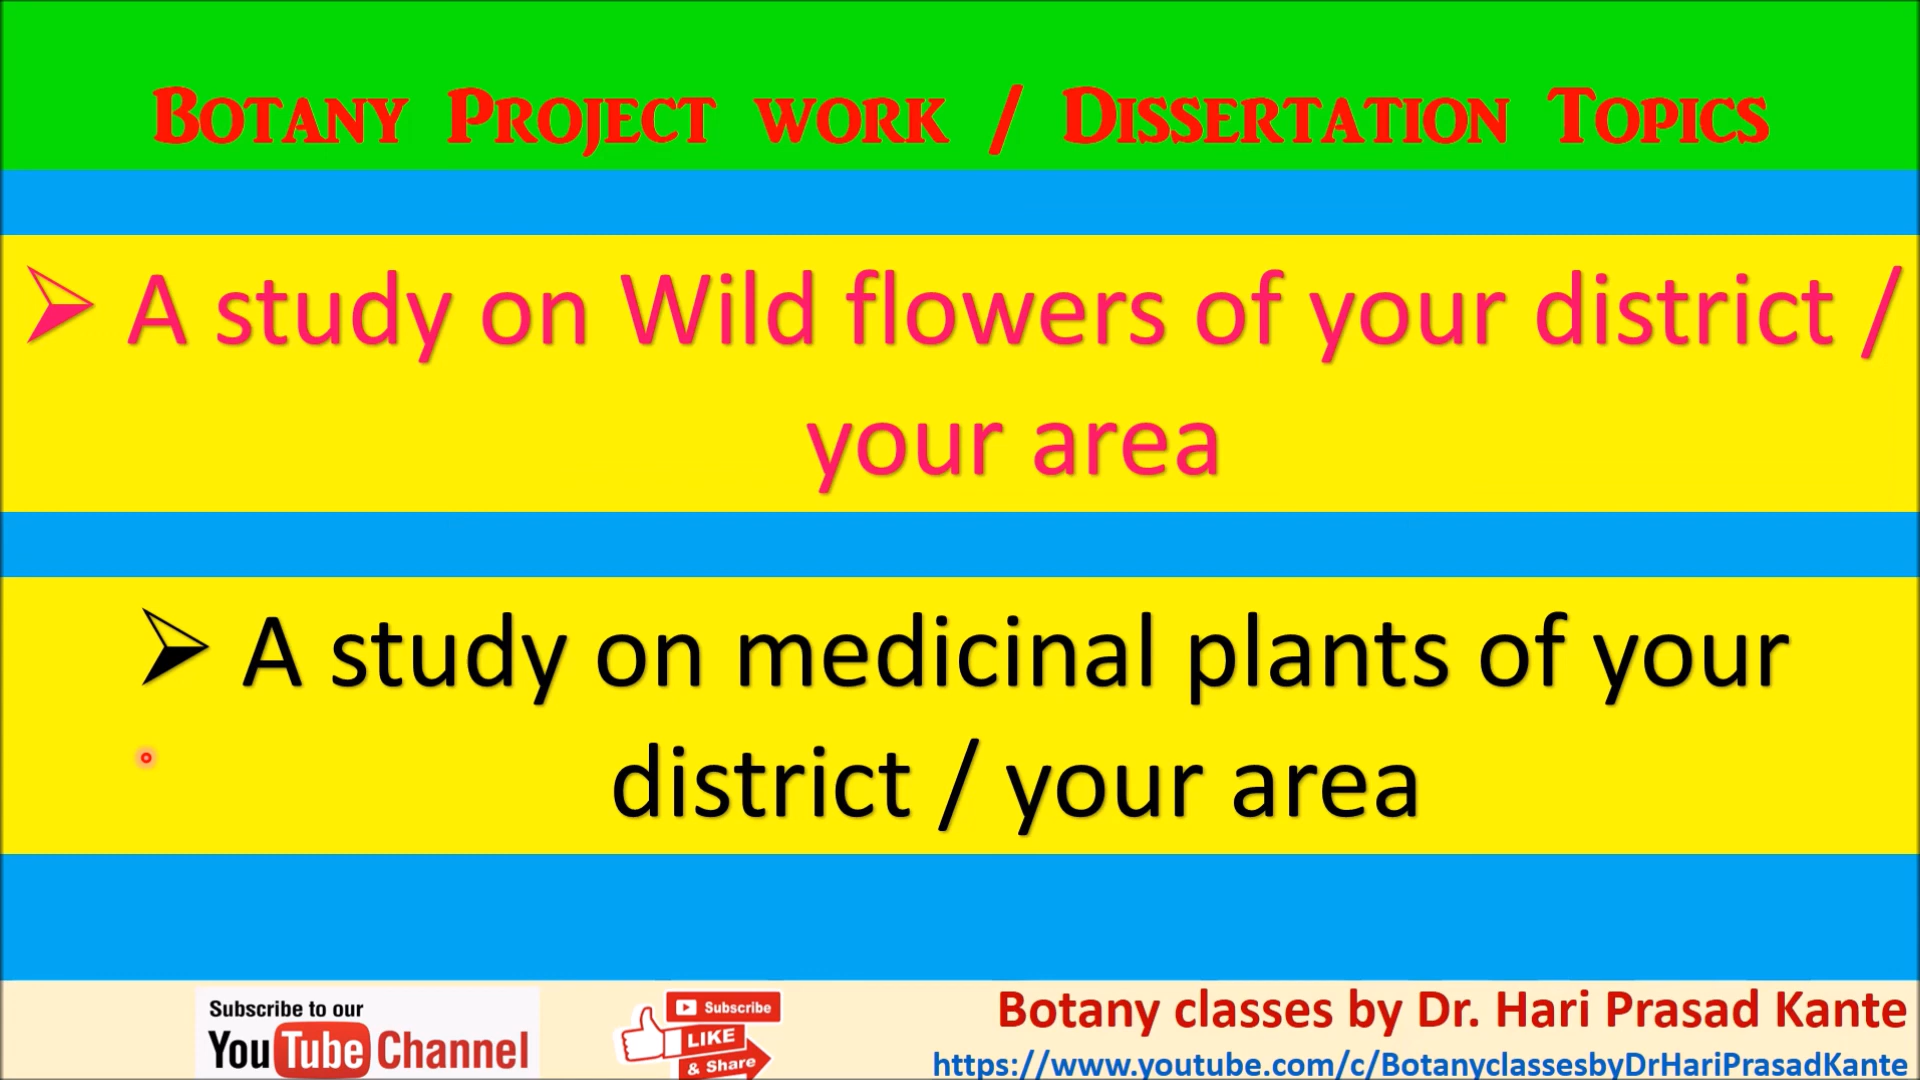 Botany Project work / Dissertation Topics
➢ A study on Wild flowers of your district /
your area
➢ A study on medicinal plants of your
district / your area
Subscribe to our
YouTube Channel
Subscribe
LIKE
& Share
Botany classes by Dr. Hari Prasad Kante
https://www.youtube.com/c/BotanyclassesbyDrHariPrasadKante